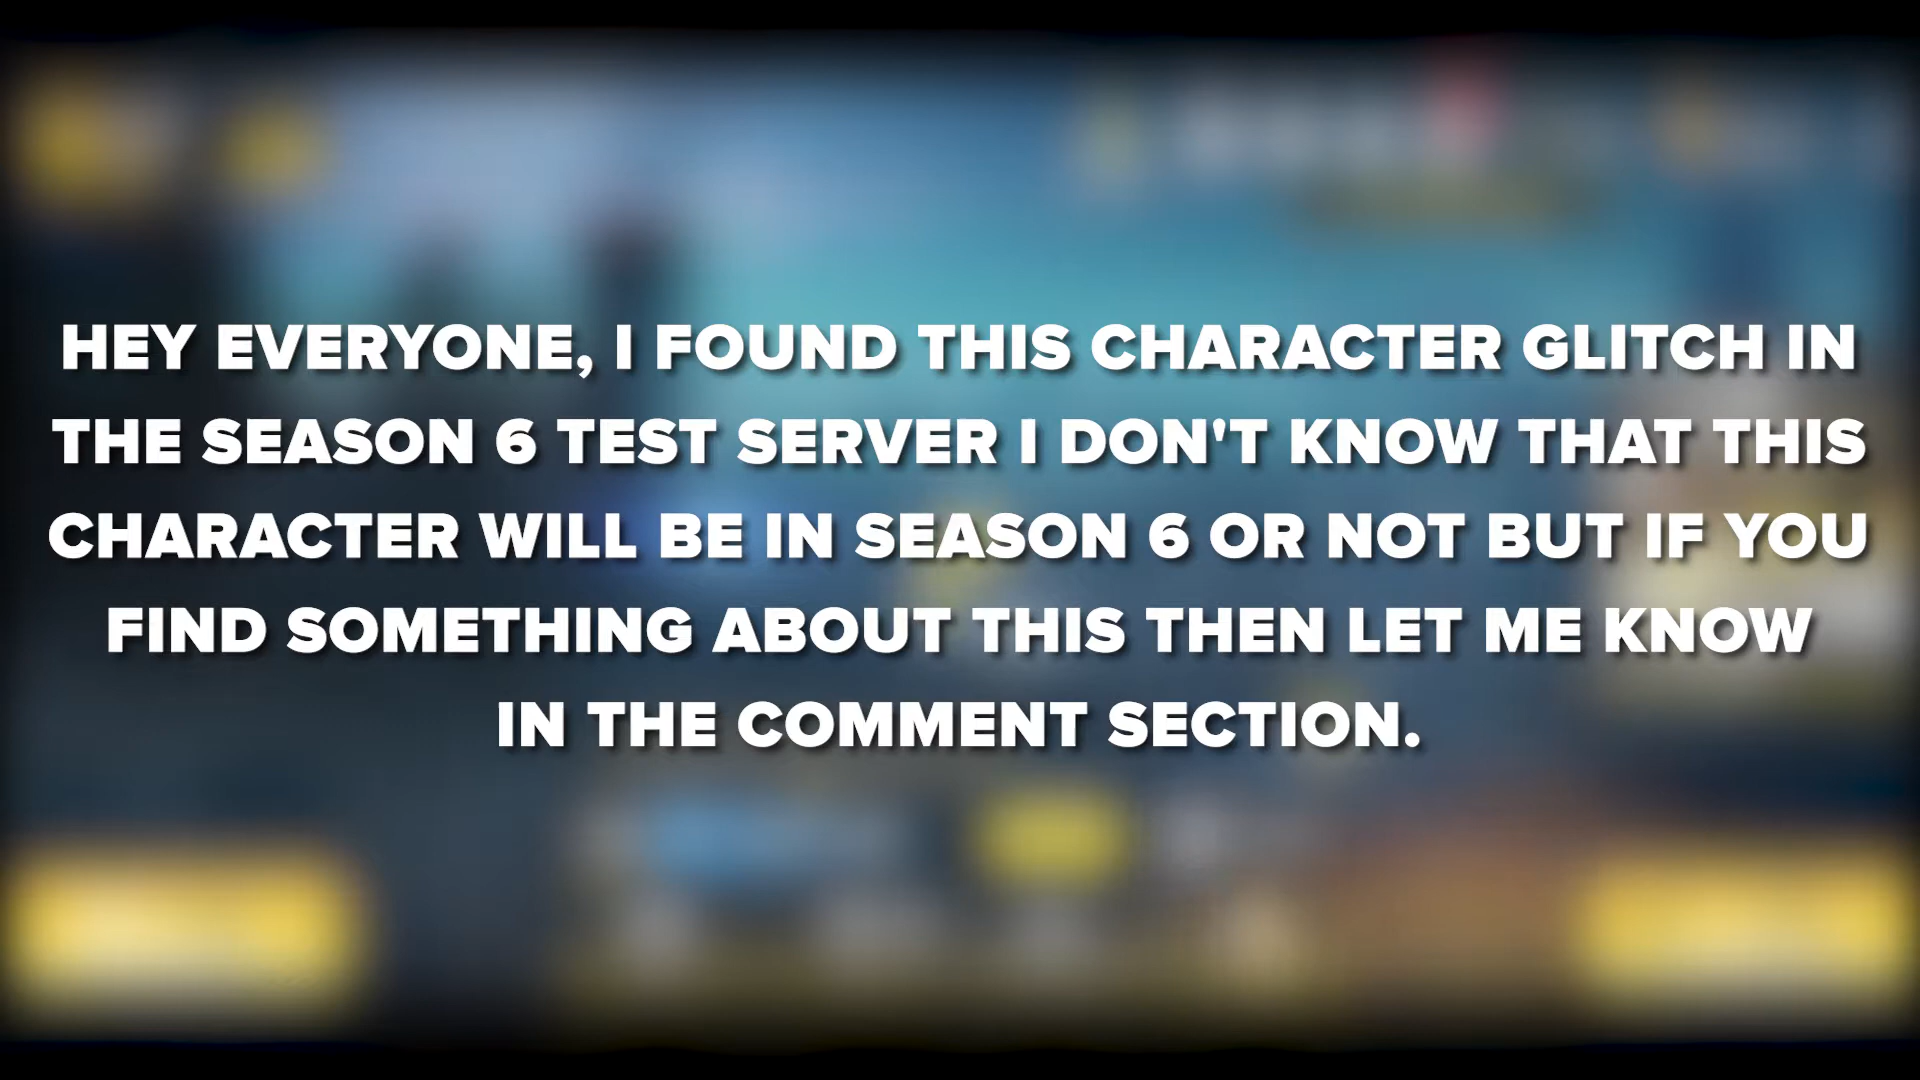 HEY EVERYONE, I FOUND THIS CHARACTER GLITCH IN
THE SEASON 6 TEST SERVER I DON'T KNOW THAT THIS
CHARACTER WILL BE IN SEASON 6 OR NOT BUT IF YOU
FIND SOMETHING ABOUT THIS THEN LET ME KNOW
IN THE COMMENT SECTION.